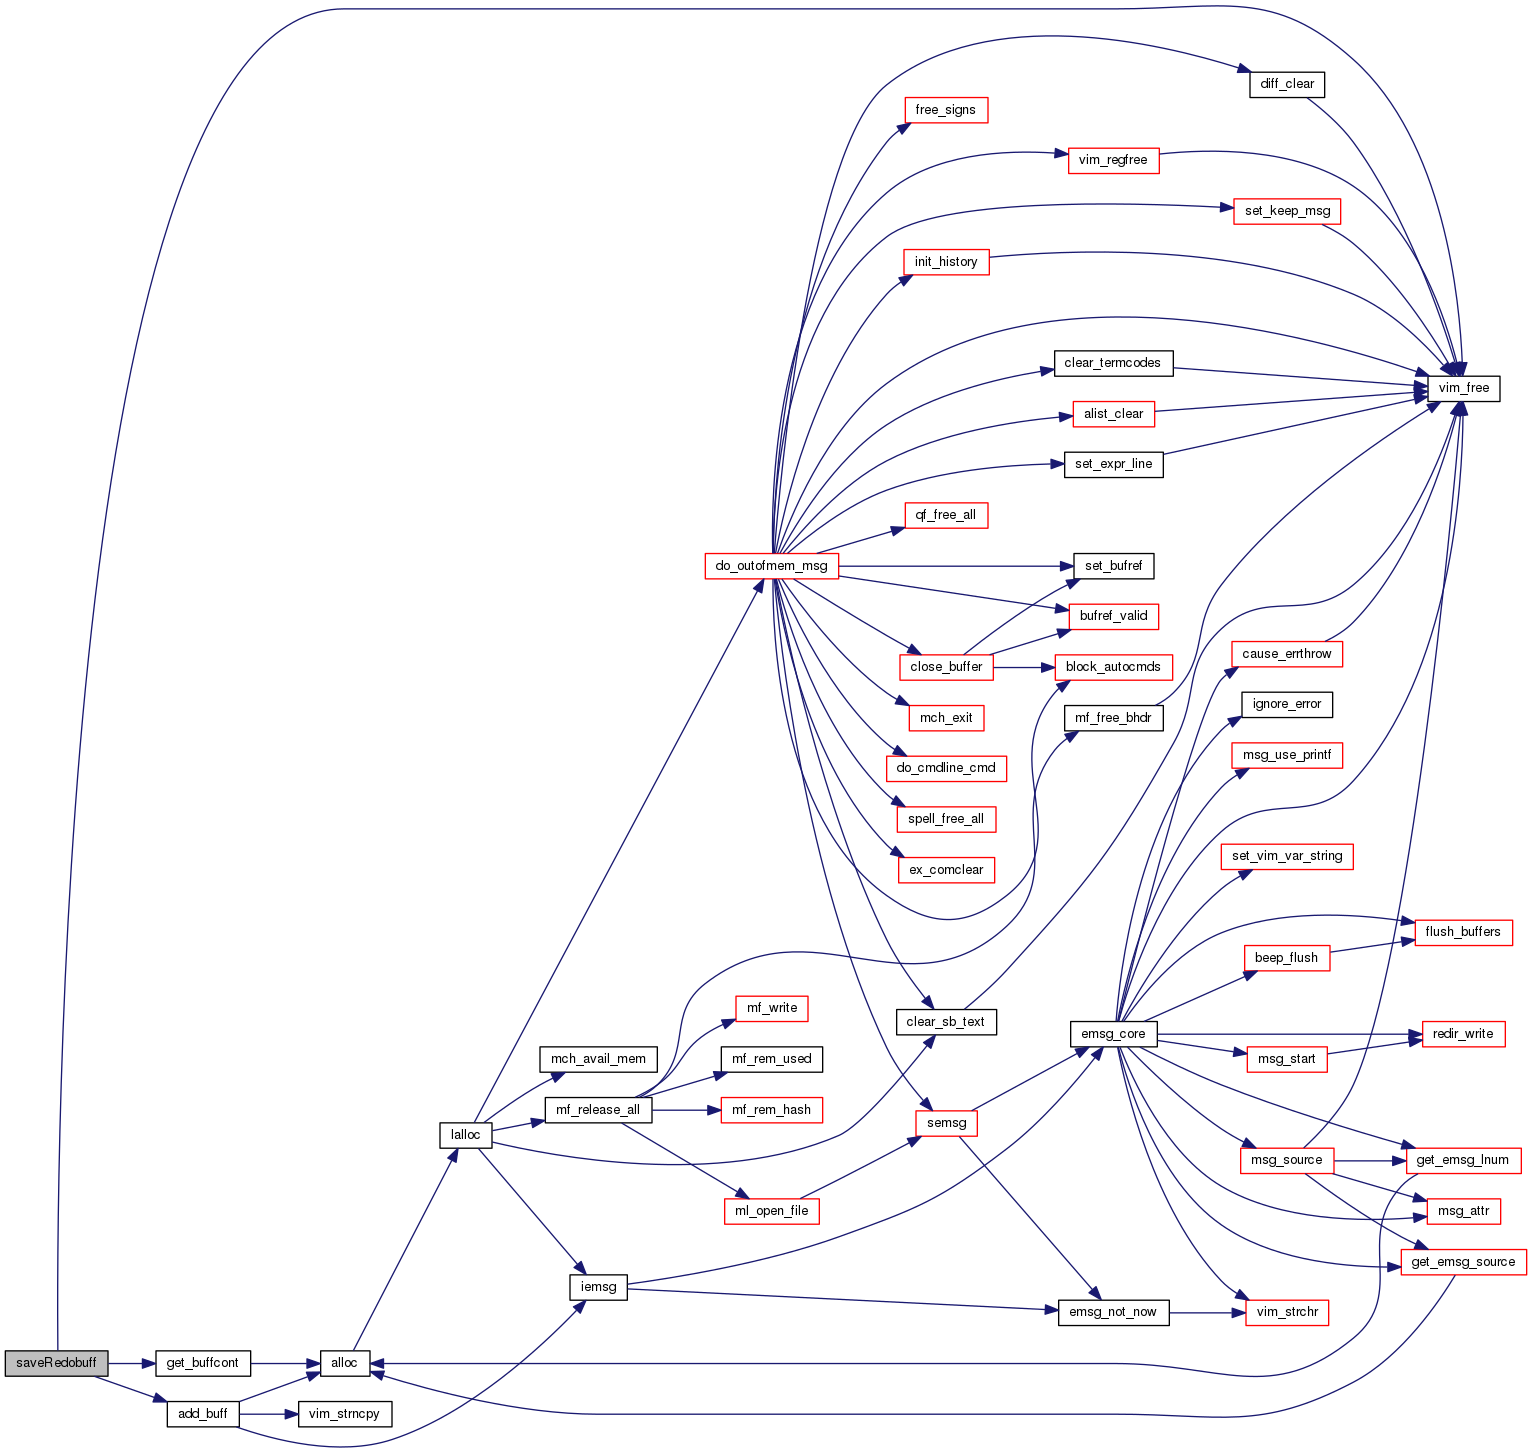 diff_clear
free_signs
vim_regfree
set_keep_msg
init_history
clear_termcodes
vim_free
alist_clear
set_expr_line
qf_free_all
do_outofmem_msg
set_bufref
bufref_valid
cause_errthrow
close_buffer
block_autocmds
ignore_error
mch_exit
mf_free_bhdr
msg_use_printf
do_cmdline_cmd
spell_free_all
set_vim_var_string
ex_comclear
flush_buffers
beep_flush
mf_write
clear_sb_text
emsg_core
redir_write
mch_avail_mem
mf_rem_used
msg_start
mf_release_all
mf_rem_hash
semsg
lalloc
msg_source
get_emsg_lnum
ml_open_file
msg_attr
get_emsg_source
iemsg
emsg_not_now
vim_strchr
saveRedobuff
get_buffcont
alloc
add_buff
vim_strncpy